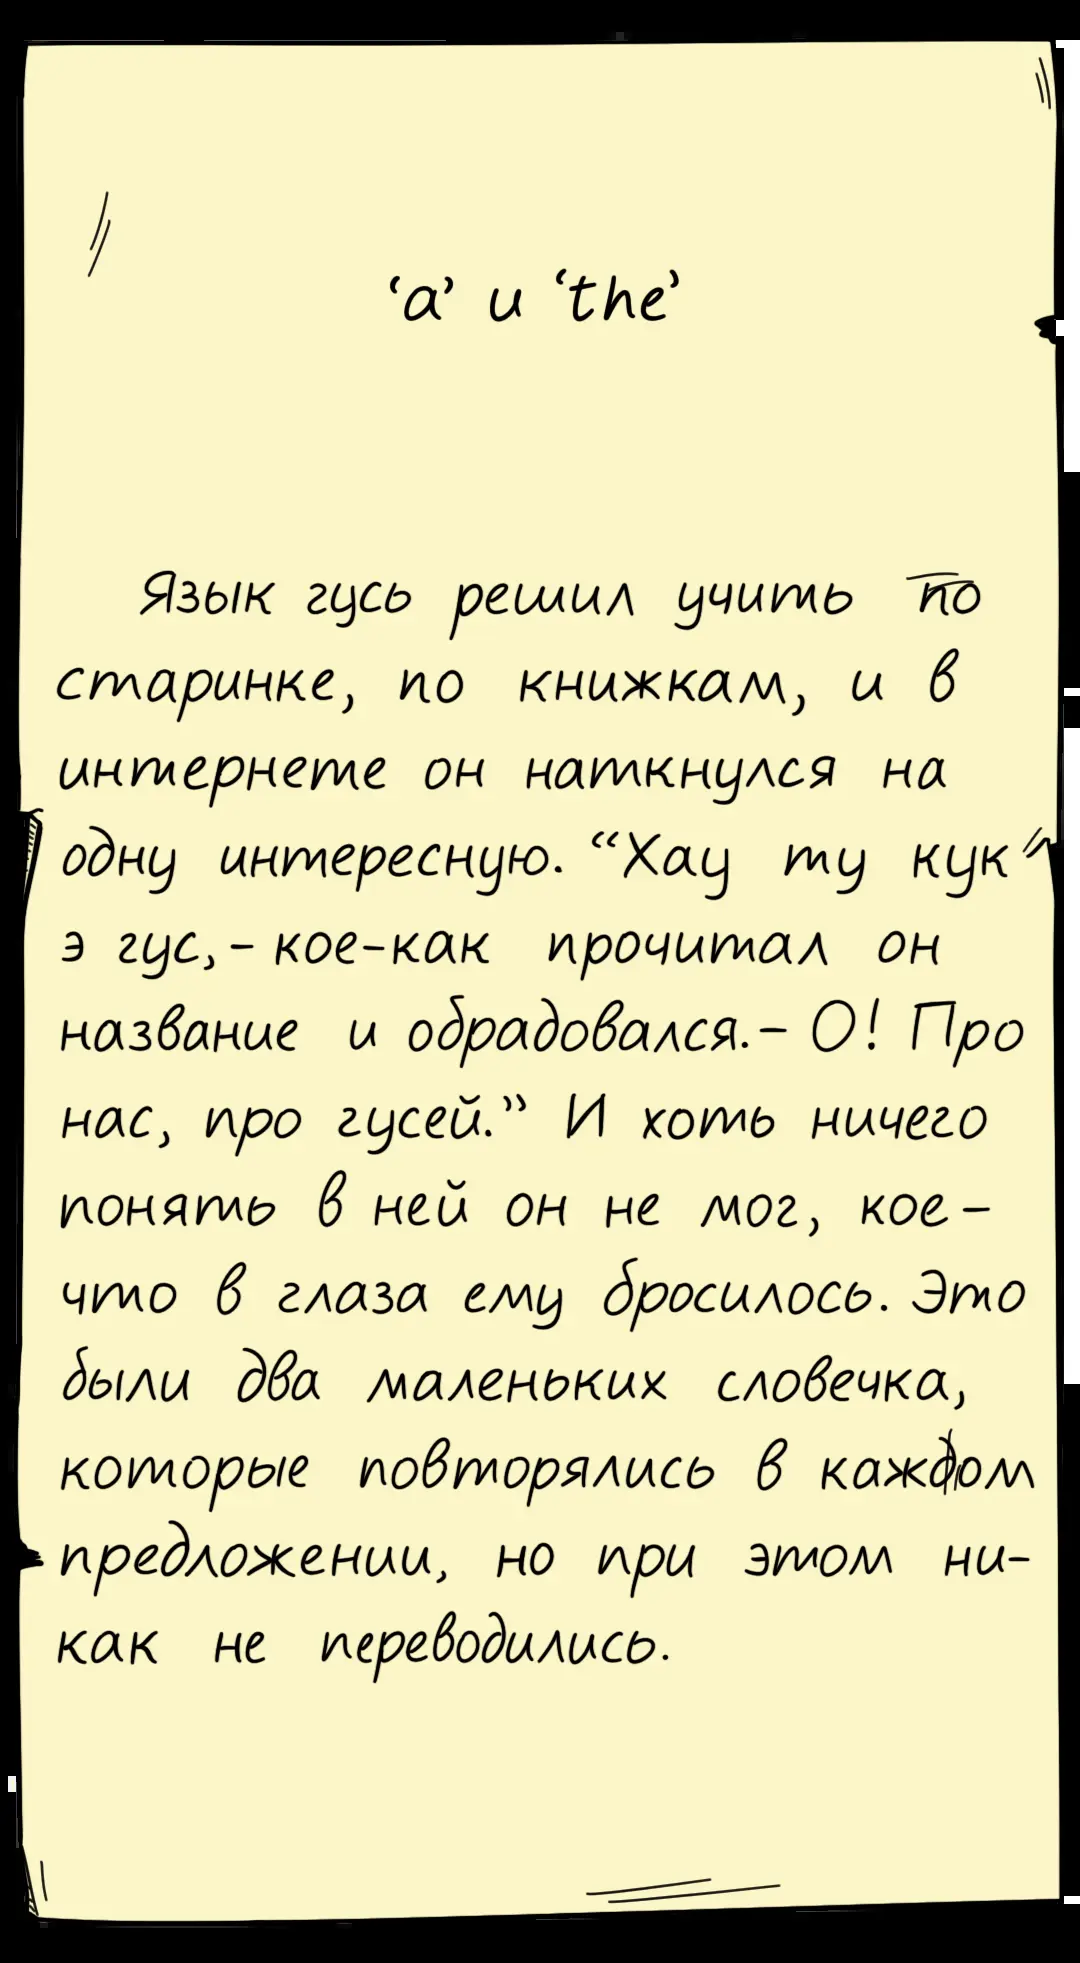 ‘a’ и ‘the’
Язык гусь решил учить по
старинке, по книжкам, и в
интернете он наткнулся на
одну интересную. “Хау ту кук
э гус, - кое-как прочитал он
название и обрадовался. - О! Про
нас, про гусей.” И хоть ничего
понять в ней он не мог, кое-
что в глаза ему бросилось. Это
были два маленьких словечка,
которые повторялись в каждом
предложении, но при этом ни-
как не переводились.